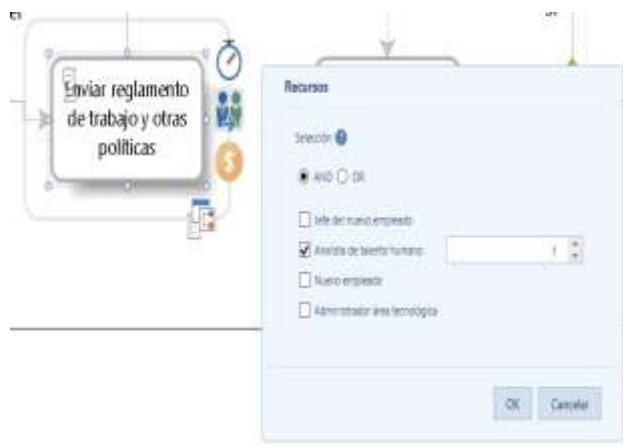 Enviar reglamento
de trabajo y otras
políticas
Recursos
Selección
AND OR
Jefe del nuevo empleado
Analista de talento humano 1
Nuevo empleado
Administrador área tecnológica
OK Cancelar